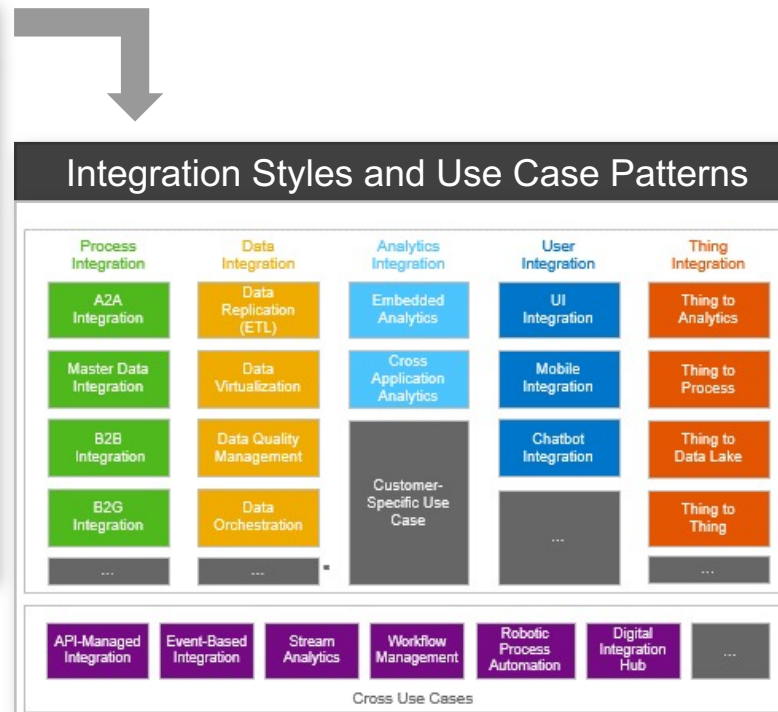 Integration Styles and Use Case Patterns
Process
Integration
A2A
Integration
Master Data
Integration
B2B
Integration
B2G
Integration
...
Data
Integration
Data
Replication
(ETL)
Data
Virtualization
Data Quality
Management
Data
Orchestration
...
Analytics
Integration
Embedded
Analytics
Cross
Application
Analytics
Customer-
Specific Use
Case
User
Integration
UI
Integration
Mobile
Integration
Chatbot
Integration
...
Thing
Integration
Thing to
Analytics
Thing to
Process
Thing to
Data Lake
Thing to
Thing
...
API-Managed
Integration
Event-Based
Integration
Stream
Analytics
Workflow
Management
Robotic
Process
Automation
Digital
Integration
Hub
...
Cross Use Cases